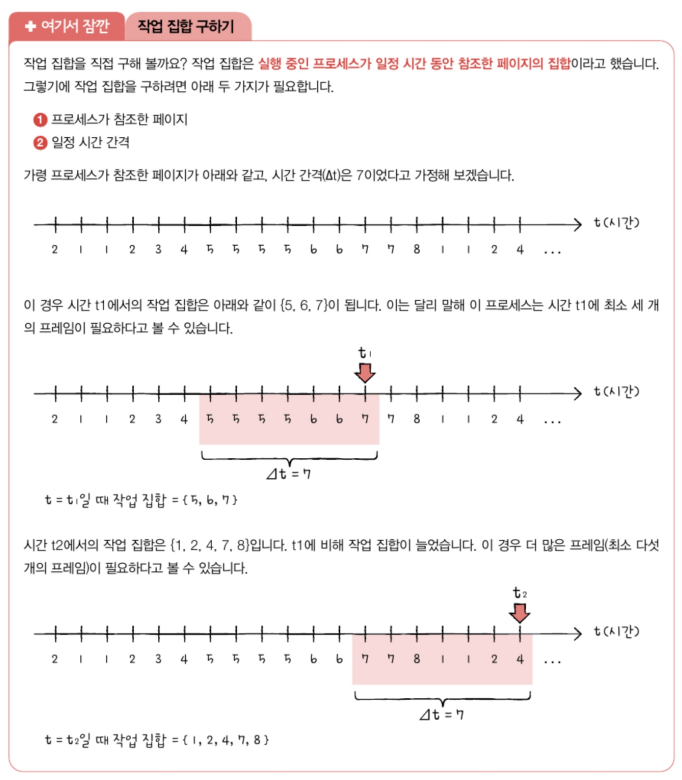 + 여기서 잠깐 작업 집합 구하기
작업 집합을 직접 구해 볼까요? 작업 집합은 실행 중인 프로세스가 일정 시간 동안 참조한 페이지의 집합이라고 했습니다.
그렇기에 작업 집합을 구하려면 아래 두 가지가 필요합니다.
1 프로세스가 참조한 페이지
2 일정 시간 간격
가령 프로세스가 참조한 페이지가 아래와 같고, 시간 간격(Δt)은 7이었다고 가정해 보겠습니다.
t(시간)
2 1 1 2 3 4 5 5 5 5 6 6 7 7 8 1 1 2 4 ...
이 경우 시간 t1에서의 작업 집합은 아래와 같이 {5, 6, 7}이 됩니다. 이는 달리 말해 이 프로세스는 시간 t1에 최소 세 개
의 프레임이 필요하다고 볼 수 있습니다.
t1
t(시간)
2 1 1 2 3 4 5 5 5 5 6 6 7 7 8 1 1 2 4 ...
Δt = 7
t = t1일 때 작업 집합 = { 5, 6, 7 }
시간 t2에서의 작업 집합은 {1, 2, 4, 7, 8}입니다. t1에 비해 작업 집합이 늘었습니다. 이 경우 더 많은 프레임(최소 다섯
개의 프레임)이 필요하다고 볼 수 있습니다.
t2
t(시간)
2 1 1 2 3 4 5 5 5 5 6 6 7 7 8 1 1 2 4 ...
Δt = 7
t = t2일 때 작업 집합 = { 1, 2, 4, 7, 8 }